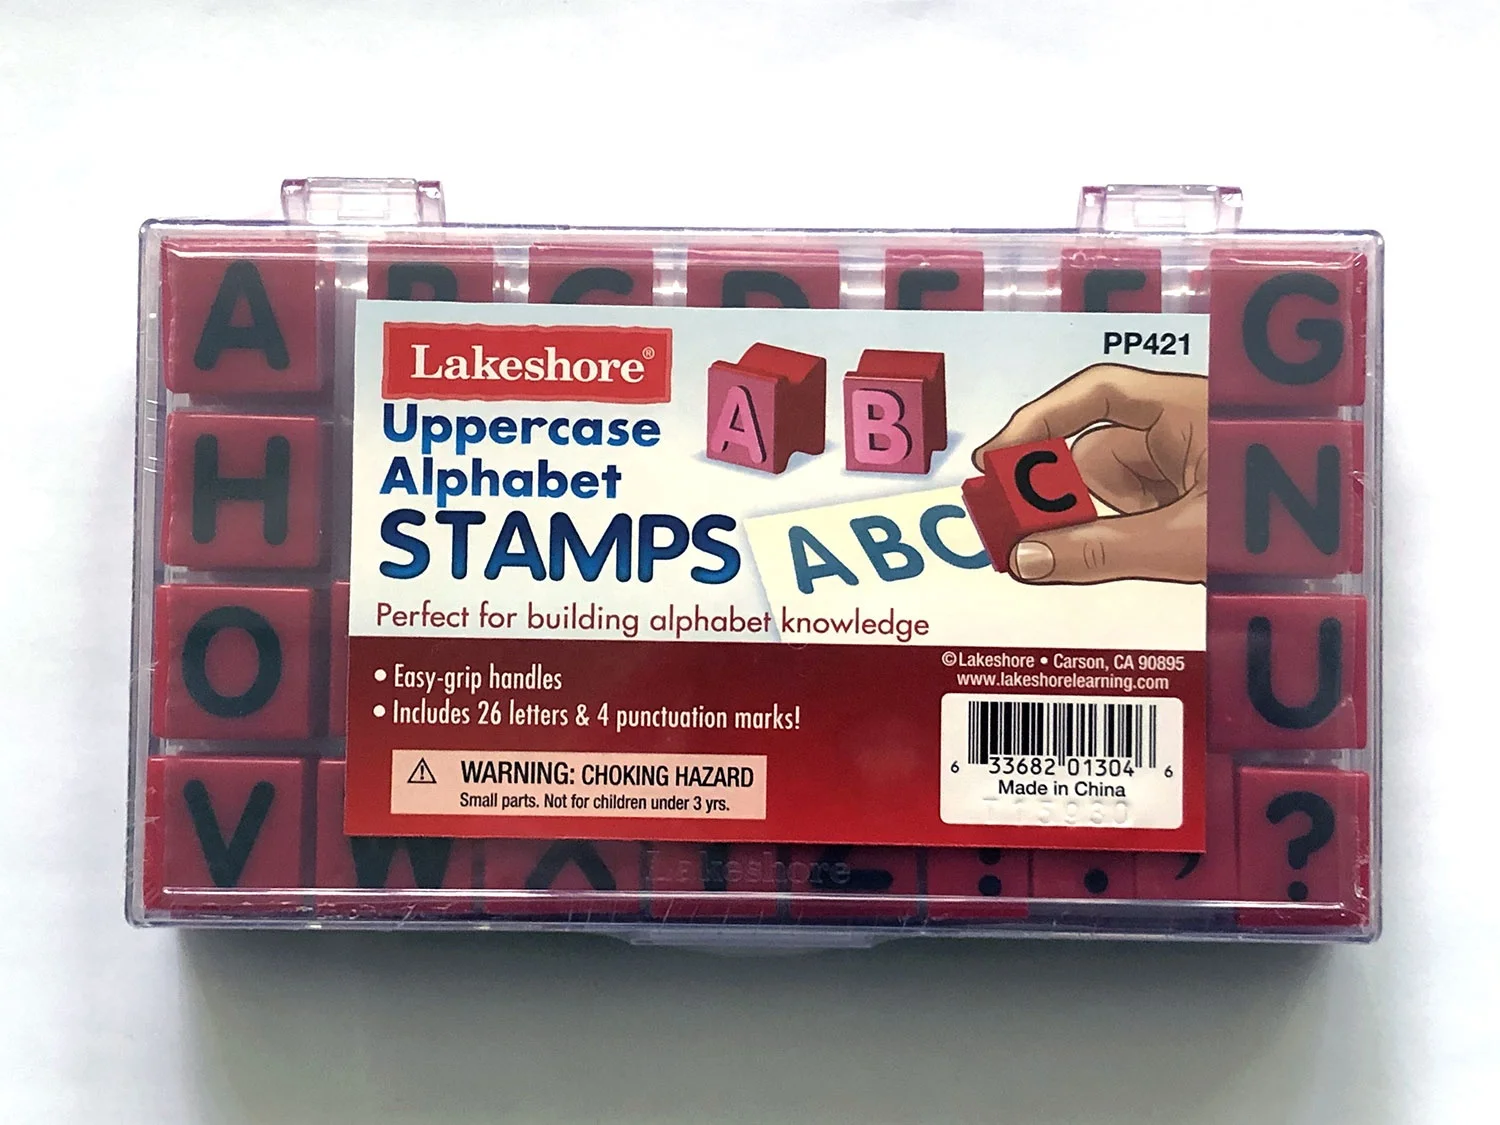 A B C D E F G
Lakeshore®
PP421
Uppercase
Alphabet
STAMPS
A B
C
ABC
Perfect for building alphabet knowledge
H N
O U
• Easy-grip handles
• Includes 26 letters & 4 punctuation marks!
⚠ WARNING: CHOKING HAZARD
Small parts. Not for children under 3 yrs.
© Lakeshore • Carson, CA 90895
www.lakeshorelearning.com
6 33682 01304 6
Made in China
V W X Z : . , ?
Lakeshore